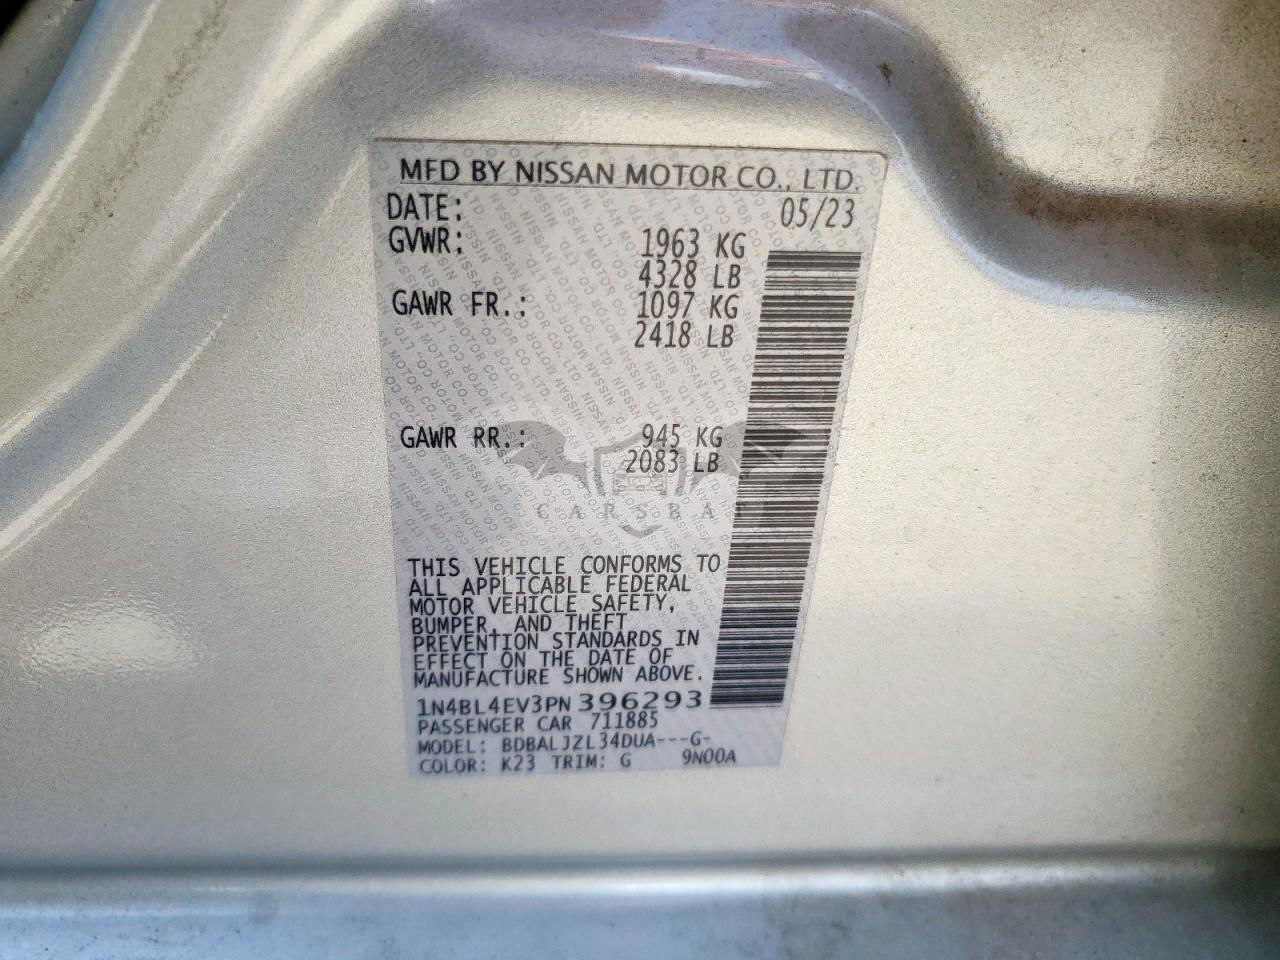 MFD BY NISSAN MOTOR CO., LTD.
DATE: 05/23
GVWR: 1963 KG
4328 LB
GAWR FR.: 1097 KG
2418 LB
GAWR RR.: 945 KG
2083 LB
CARSBAT
THIS VEHICLE CONFORMS TO
ALL APPLICABLE FEDERAL
MOTOR VEHICLE SAFETY,
BUMPER, AND THEFT
PREVENTION STANDARDS IN
EFFECT ON THE DATE OF
MANUFACTURE SHOWN ABOVE.
1N4BL4EV3PN396293
PASSENGER CAR 711885
MODEL: BDBALJZL34DUA---G-
COLOR: K23 TRIM: G 9N00A